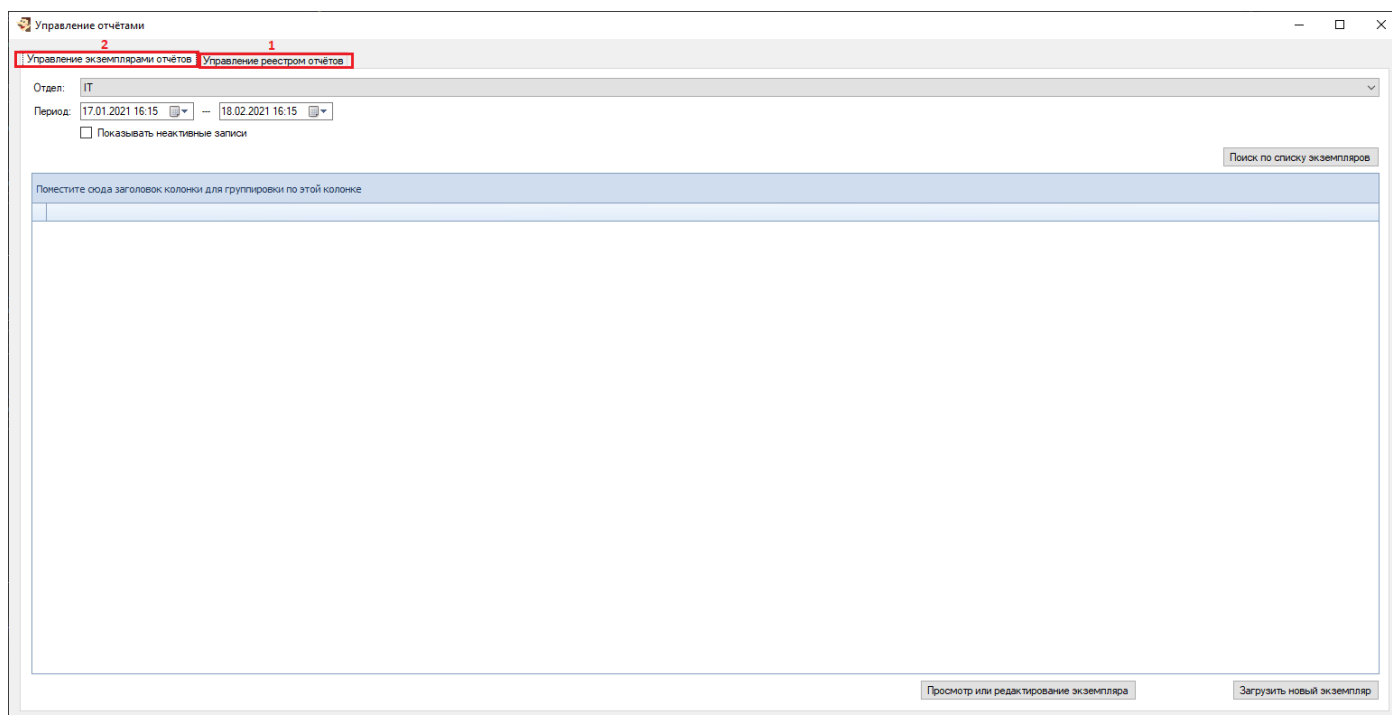 Управление отчётами
2 1
Управление экземплярами отчётов Управление реестром отчётов
Отдел: IT
Период: 17.01.2021 16:15 — 18.02.2021 16:15
Показывать неактивные записи
Поиск по списку экземпляров
Поместите сюда заголовок колонки для группировки по этой колонке
Просмотр или редактирование экземпляра Загрузить новый экземпляр